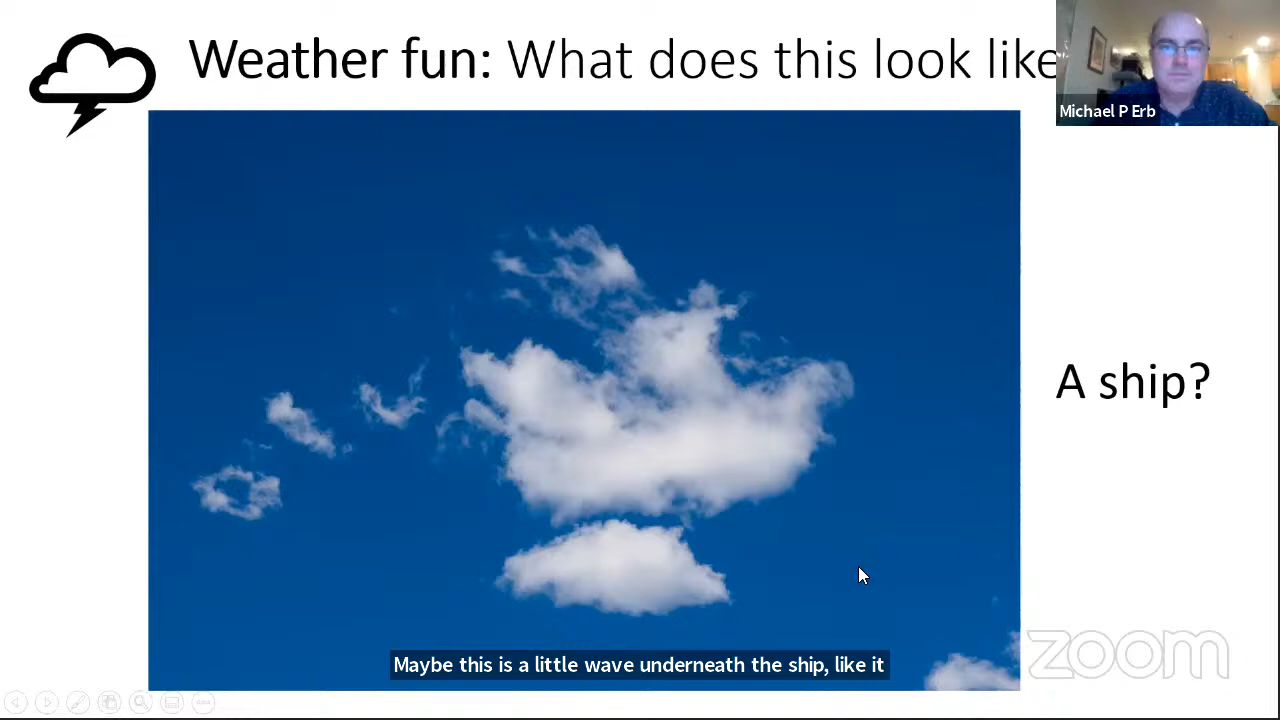 Weather fun: What does this look like
Michael P Erb
A ship?
zoom
Maybe this is a little wave underneath the ship, like it